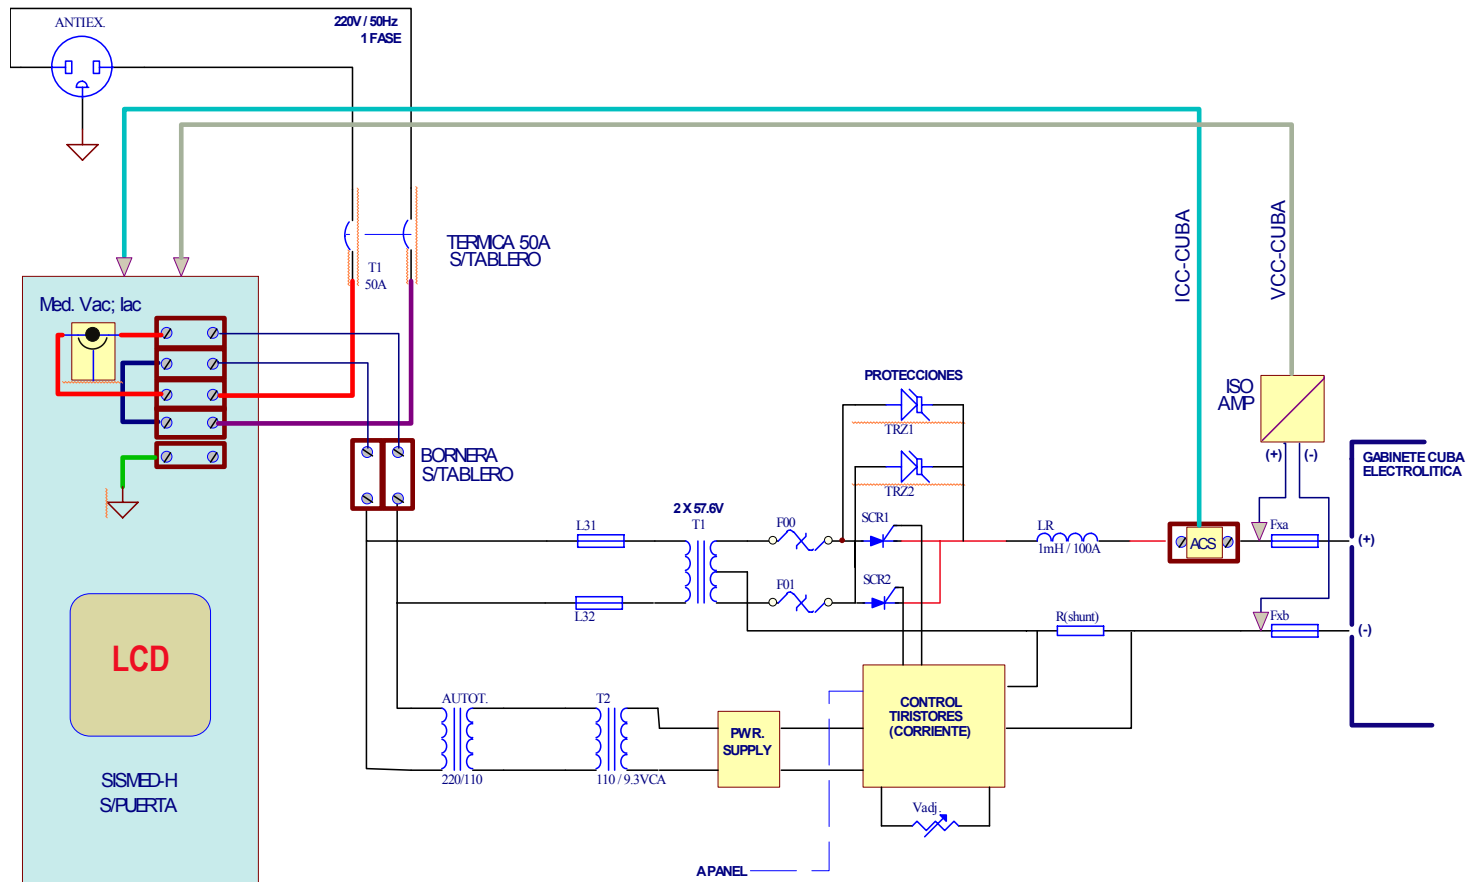 ANTIEX.
220V / 50Hz
1 FASE
TERMICA 50A
S/TABLERO
T1
50A
ICC-CUBA
VCC-CUBA
Med. Vac; Iac
PROTECCIONES
TRZ1
TRZ2
ISO
AMP
(+)
(-)
GABINETE CUBA
ELECTROLITICA
BORNERA
S/TABLERO
2 X 57.6V
T1
L31
L32
F00
F01
SCR1
SCR2
LR
1mH / 100A
ACS
Fxa
(+)
R(shunt)
Fxb
(-)
LCD
SISMED-H
S/PUERTA
AUTOT.
220/110
T2
110 / 9.3VCA
PWR.
SUPPLY
CONTROL
TIRISTORES
(CORRIENTE)
Vadj.
A PANEL